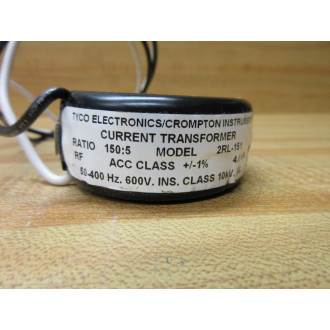 TYCO ELECTRONICS/CROMPTON INSTRUME
CURRENT TRANSFORMER
RATIO 150:5 MODEL 2RL-151
RF ACC CLASS +/-1%
50-400 Hz. 600V. INS. CLASS 10kV.